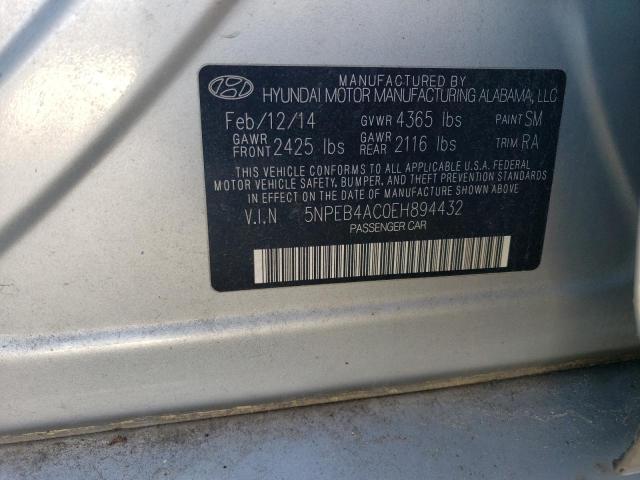 MANUFACTURED BY
HYUNDAI MOTOR MANUFACTURING ALABAMA, LLC
Feb/12/14 GVWR 4365 lbs PAINT SM
GAWR FRONT 2425 lbs GAWR REAR 2116 lbs TRIM RA
THIS VEHICLE CONFORMS TO ALL APPLICABLE U.S.A. FEDERAL
MOTOR VEHICLE SAFETY, BUMPER, AND THEFT PREVENTION STANDARDS
IN EFFECT ON THE DATE OF MANUFACTURE SHOWN ABOVE.
V.I.N 5NPEB4AC0EH894432
PASSENGER CAR